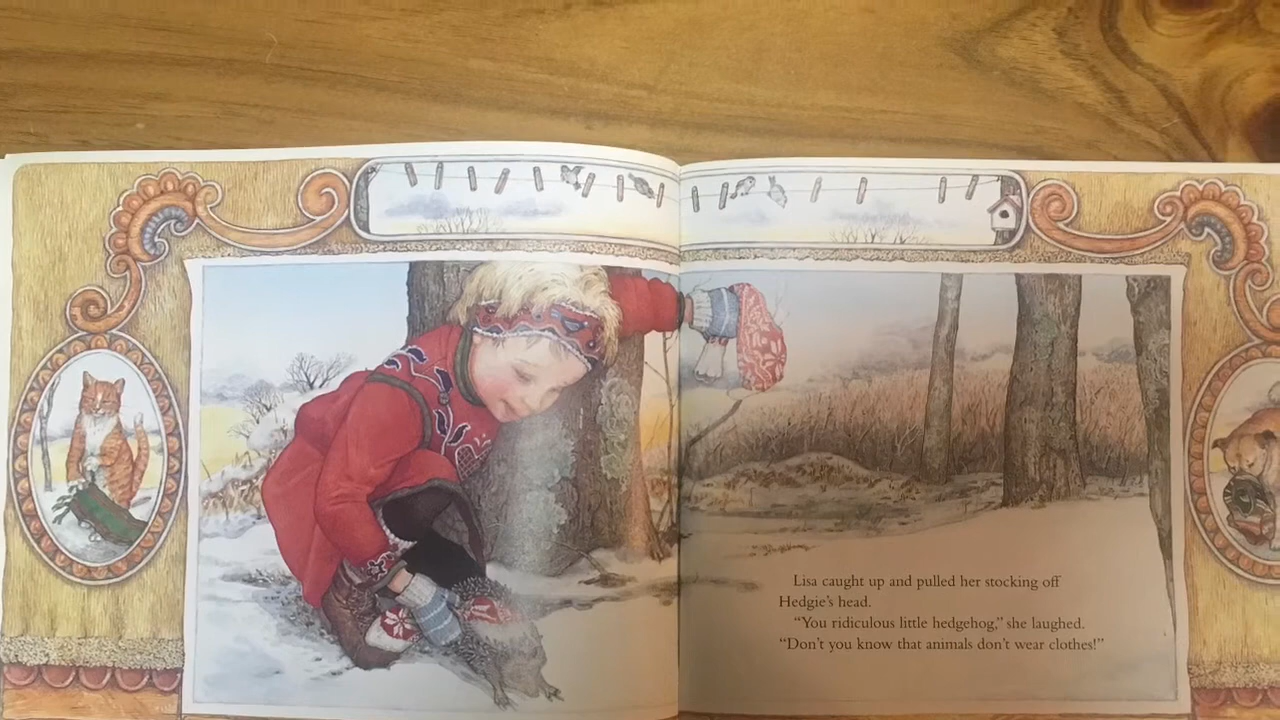 Lisa caught up and pulled her stocking off
Hedgie's head.
"You ridiculous little hedgehog," she laughed.
"Don't you know that animals don't wear clothes!"